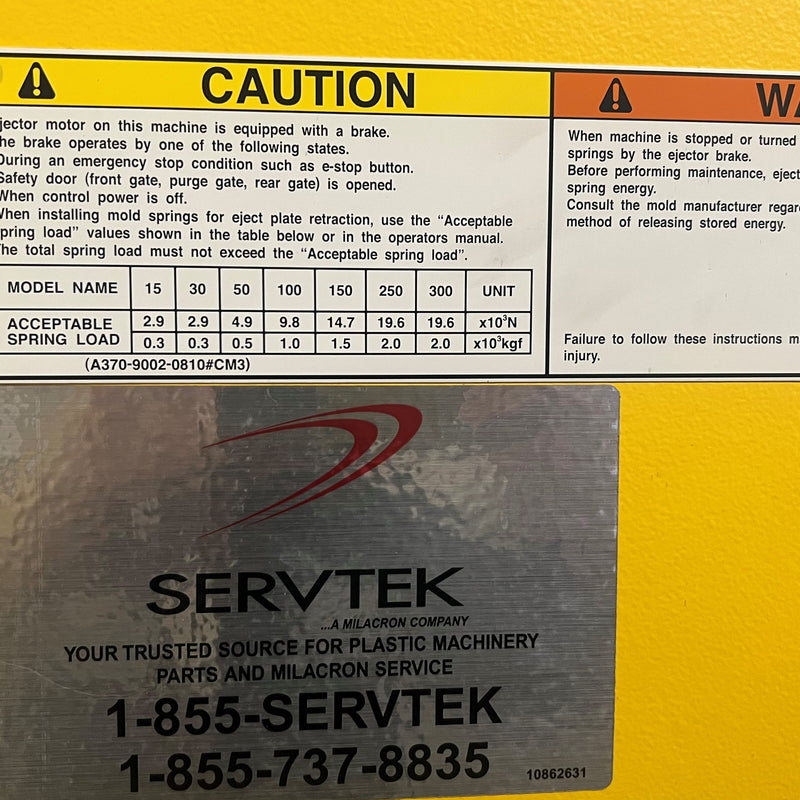 CAUTION
jector motor on this machine is equipped with a brake.
he brake operates by one of the following states.
During an emergency stop condition such as e-stop button.
Safety door (front gate, purge gate, rear gate) is opened.
When control power is off.
When installing mold springs for eject plate retraction, use the “Acceptable
pring load” values shown in the table below or in the operators manual.
he total spring load must not exceed the “Acceptable spring load”.
MODEL NAME 15 30 50 100 150 250 300 UNIT
ACCEPTABLE SPRING LOAD
2.9 2.9 4.9 9.8 14.7 19.6 19.6 x10³N
0.3 0.3 0.5 1.0 1.5 2.0 2.0 x10³kgf
(A370-9002-0810#CM3)
WA
When machine is stopped or turned
springs by the ejector brake.
Before performing maintenance, eject
spring energy.
Consult the mold manufacturer regar
method of releasing stored energy.
Failure to follow these instructions m
injury.
SERVTEK
...A MILACRON COMPANY
YOUR TRUSTED SOURCE FOR PLASTIC MACHINERY
PARTS AND MILACRON SERVICE
1-855-SERVTEK
1-855-737-8835
10862631